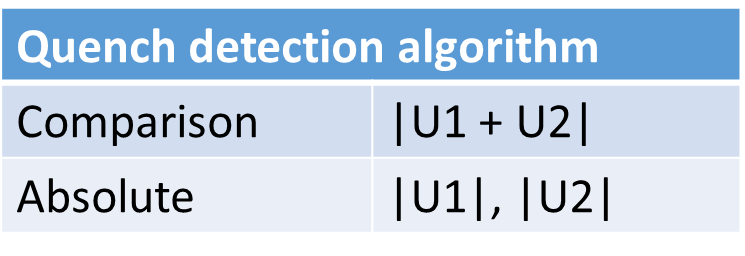 Quench detection algorithm
Comparison |U1 + U2|
Absolute |U1|, |U2|